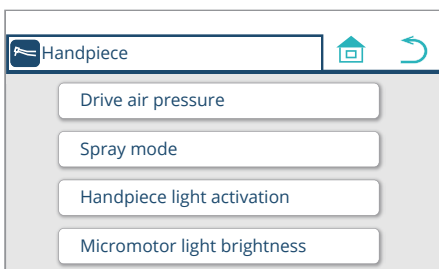 Handpiece
Drive air pressure
Spray mode
Handpiece light activation
Micromotor light brightness